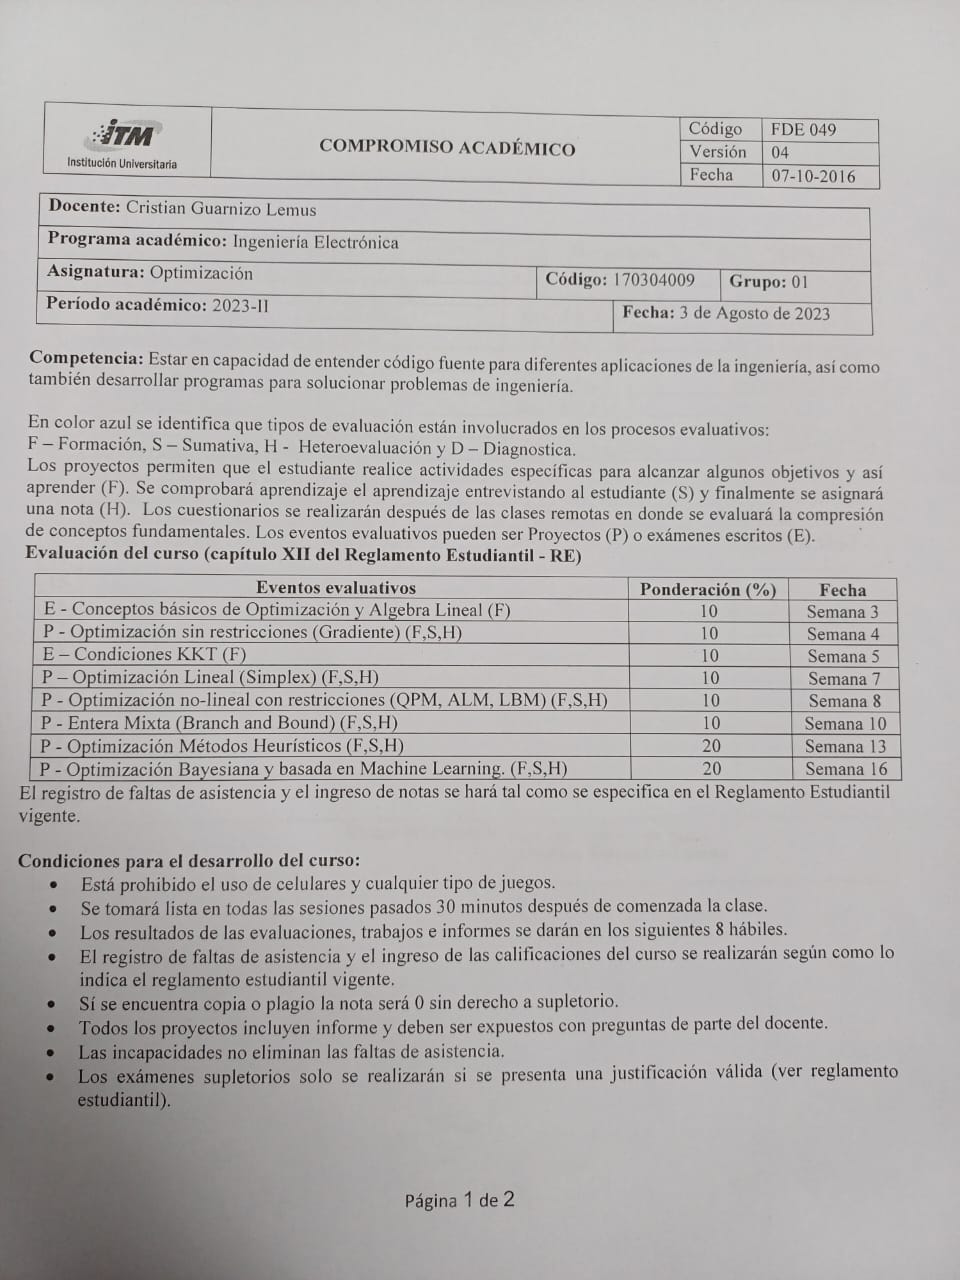 iTM
Institución Universitaria
COMPROMISO ACADÉMICO
Código FDE 049
Versión 04
Fecha 07-10-2016
Docente: Cristian Guarnizo Lemus
Programa académico: Ingeniería Electrónica
Asignatura: Optimización Código: 170304009 Grupo: 01
Período académico: 2023-II Fecha: 3 de Agosto de 2023
Competencia: Estar en capacidad de entender código fuente para diferentes aplicaciones de la ingeniería, así como
también desarrollar programas para solucionar problemas de ingeniería.
En color azul se identifica que tipos de evaluación están involucrados en los procesos evaluativos:
F – Formación, S – Sumativa, H - Heteroevaluación y D – Diagnostica.
Los proyectos permiten que el estudiante realice actividades específicas para alcanzar algunos objetivos y así
aprender (F). Se comprobará aprendizaje el aprendizaje entrevistando al estudiante (S) y finalmente se asignará
una nota (H). Los cuestionarios se realizarán después de las clases remotas en donde se evaluará la compresión
de conceptos fundamentales. Los eventos evaluativos pueden ser Proyectos (P) o exámenes escritos (E).
Evaluación del curso (capítulo XII del Reglamento Estudiantil - RE)
Eventos evaluativos Ponderación (%) Fecha
E - Conceptos básicos de Optimización y Algebra Lineal (F) 10 Semana 3
P - Optimización sin restricciones (Gradiente) (F,S,H) 10 Semana 4
E – Condiciones KKT (F) 10 Semana 5
P – Optimización Lineal (Simplex) (F,S,H) 10 Semana 7
P - Optimización no-lineal con restricciones (QPM, ALM, LBM) (F,S,H) 10 Semana 8
P - Entera Mixta (Branch and Bound) (F,S,H) 10 Semana 10
P - Optimización Métodos Heurísticos (F,S,H) 20 Semana 13
P - Optimización Bayesiana y basada en Machine Learning. (F,S,H) 20 Semana 16
El registro de faltas de asistencia y el ingreso de notas se hará tal como se especifica en el Reglamento Estudiantil
vigente.
Condiciones para el desarrollo del curso:
• Está prohibido el uso de celulares y cualquier tipo de juegos.
• Se tomará lista en todas las sesiones pasados 30 minutos después de comenzada la clase.
• Los resultados de las evaluaciones, trabajos e informes se darán en los siguientes 8 hábiles.
• El registro de faltas de asistencia y el ingreso de las calificaciones del curso se realizarán según como lo
indica el reglamento estudiantil vigente.
• Sí se encuentra copia o plagio la nota será 0 sin derecho a supletorio.
• Todos los proyectos incluyen informe y deben ser expuestos con preguntas de parte del docente.
• Las incapacidades no eliminan las faltas de asistencia.
• Los exámenes supletorios solo se realizarán si se presenta una justificación válida (ver reglamento
estudiantil).
Página 1 de 2